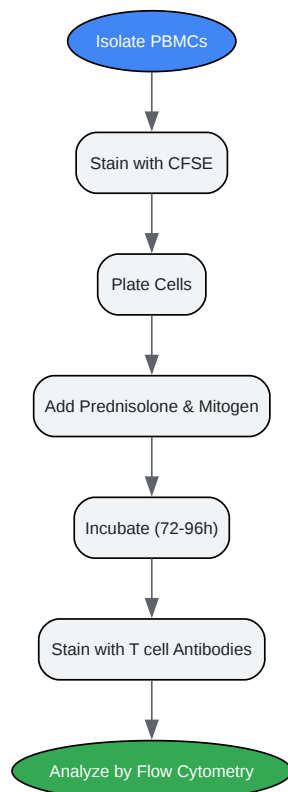 Isolate PBMCs
Stain with CFSE
Plate Cells
Add Prednisolone & Mitogen
Incubate (72-96h)
Stain with T cell Antibodies
Analyze by Flow Cytometry